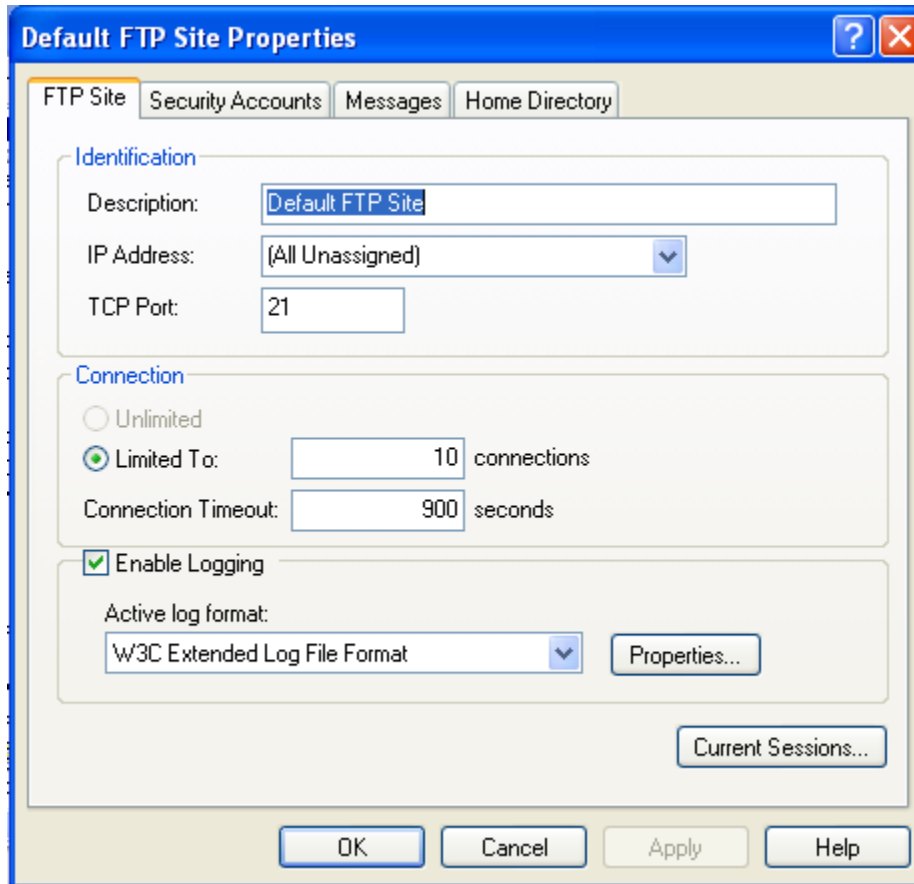 Default FTP Site Properties
FTP Site Security Accounts Messages Home Directory
Identification
Description: Default FTP Site
IP Address: (All Unassigned)
TCP Port: 21
Connection
Unlimited
Limited To: 10 connections
Connection Timeout: 900 seconds
Enable Logging
Active log format:
W3C Extended Log File Format Properties...
Current Sessions...
OK Cancel Apply Help